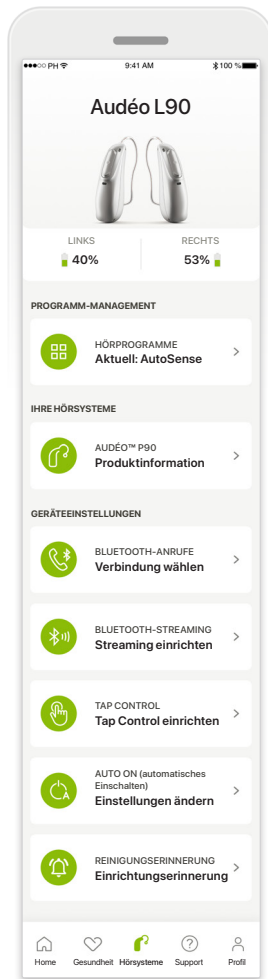 PH 9:41 AM 100 %
Audéo L90
LINKS RECHTS
40% 53%
PROGRAMM-MANAGEMENT
HÖRPROGRAMME
Aktuell: AutoSense
IHRE HÖRSYSTEME
AUDÉO™ P90
Produktinformation
GERÄTEEINSTELLUNGEN
BLUETOOTH-ANRUFE
Verbindung wählen
BLUETOOTH-STREAMING
Streaming einrichten
TAP CONTROL
Tap Control einrichten
AUTO ON (automatisches
Einschalten)
Einstellungen ändern
REINIGUNGSERINNERUNG
Einrichtungserinnerung
Home Gesundheit Hörsysteme Support Profil